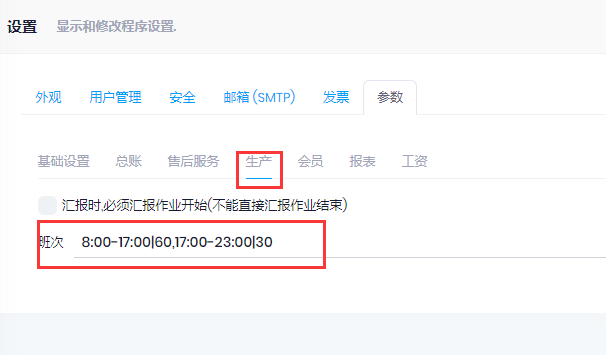 设置 显示和修改程序设置.
外观 用户管理 安全 邮箱 (SMTP) 发票 参数
基础设置 总账 售后服务 生产 会员 报表 工资
汇报时,必须汇报作业开始(不能直接汇报作业结束)
班次 8:00-17:00|60,17:00-23:00|30